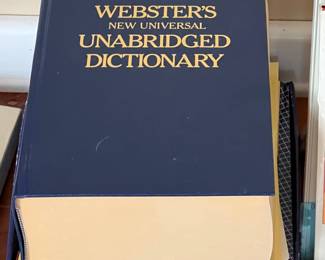 WEBSTER'S
NEW UNIVERSAL
UNABRIDGED
DICTIONARY